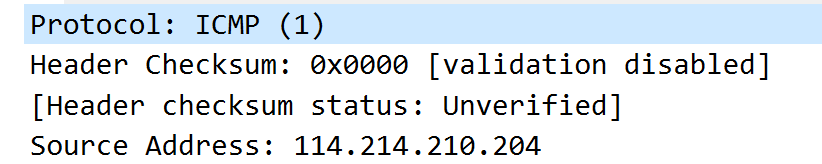 Protocol: ICMP (1)
Header Checksum: 0x0000 [validation disabled]
[Header checksum status: Unverified]
Source Address: 114.214.210.204